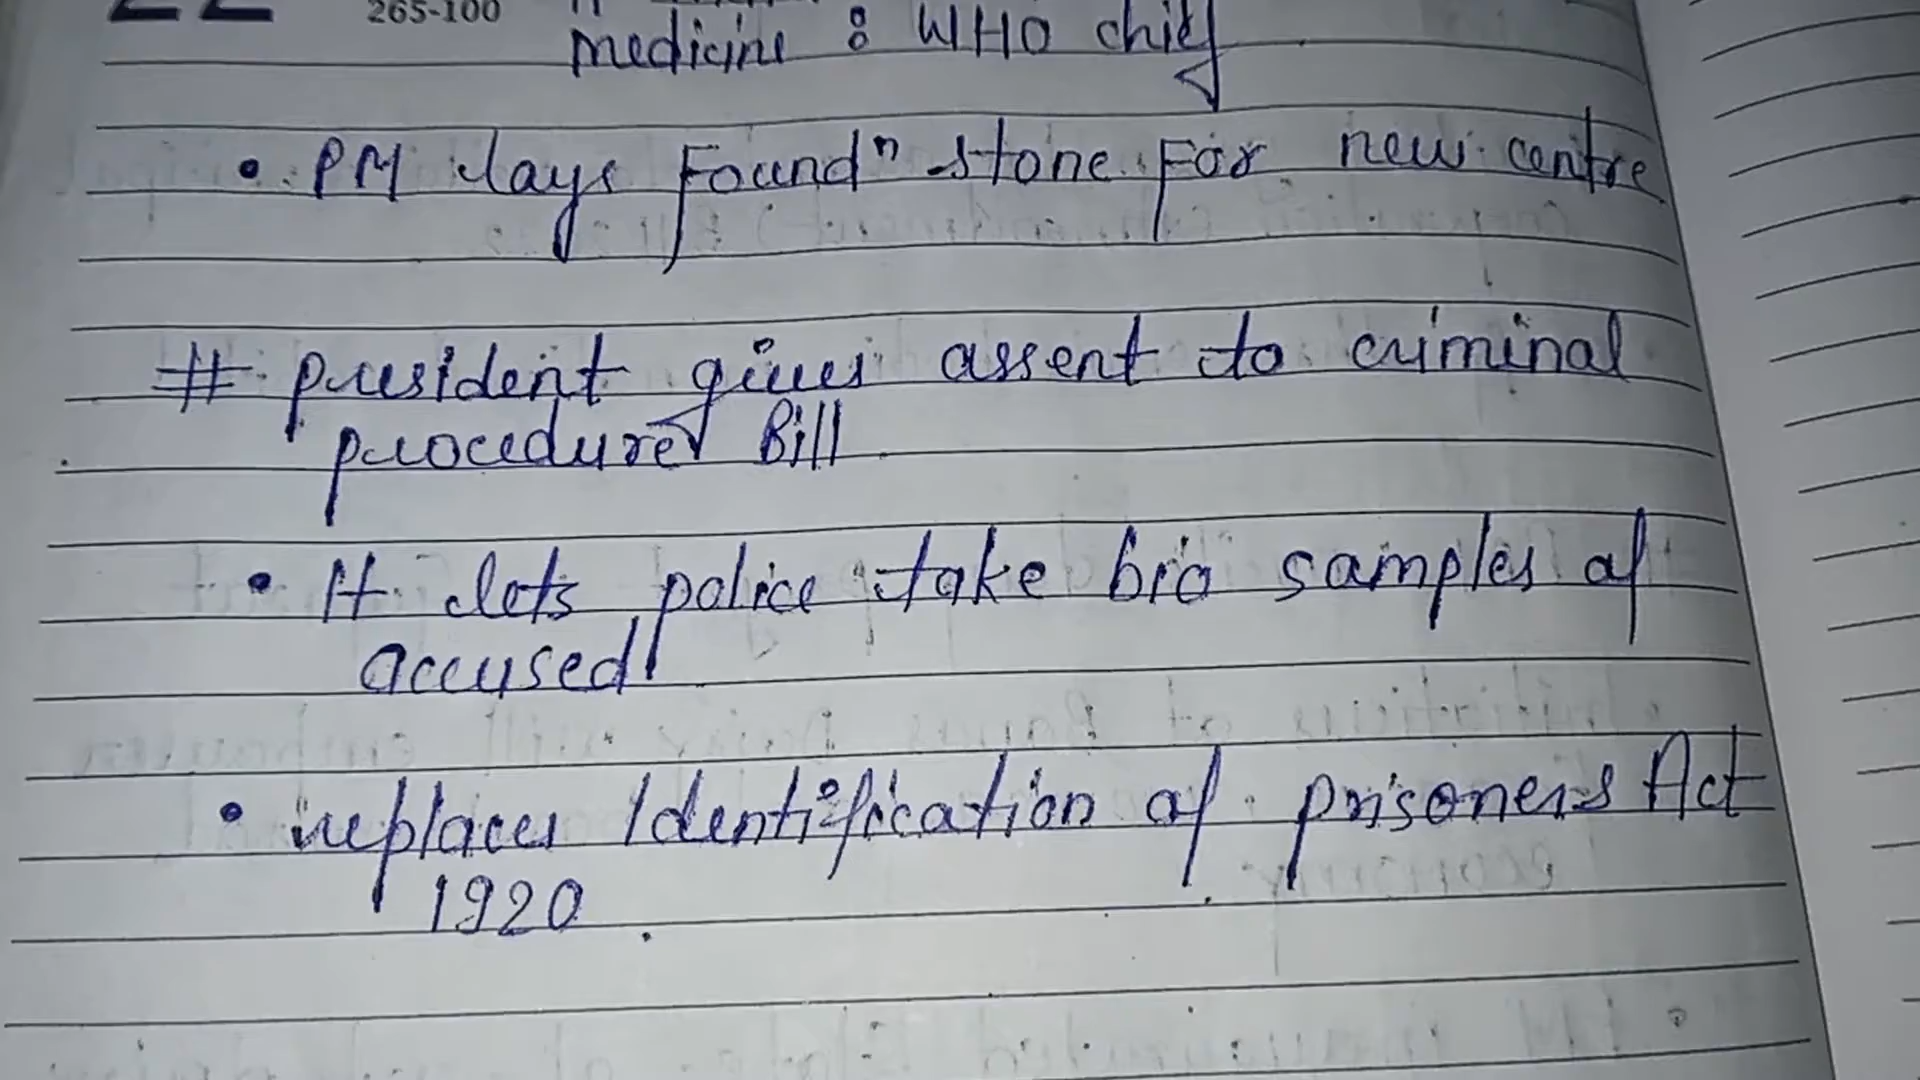 265-100
medicine : WHO chief
• PM lays Foundn stone For new centre
# president gives assent to criminal
procedure Bill
• It lets police take bio samples of
accused
• replaces Identification of prisoners Act
1920.